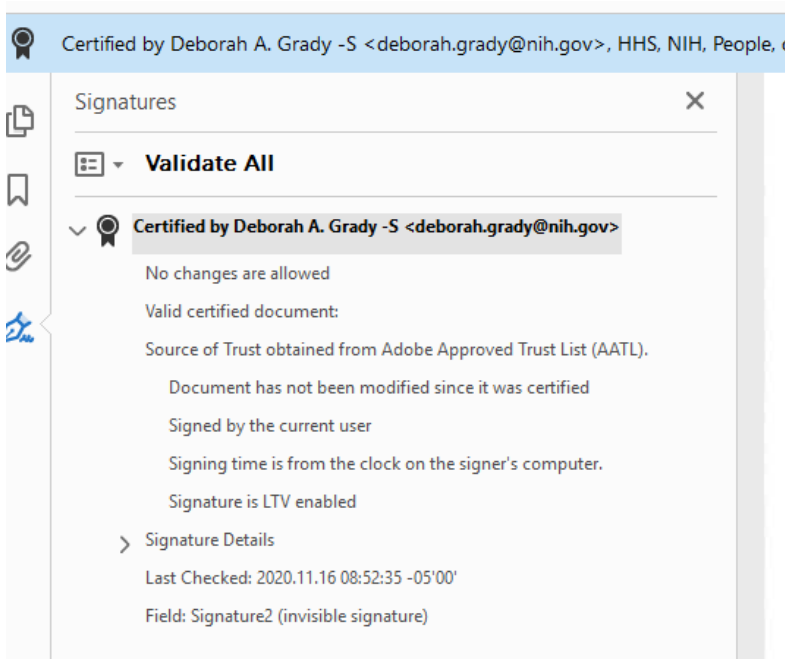 Certified by Deborah A. Grady -S <deborah.grady@nih.gov>, HHS, NIH, People,
Signatures
Validate All
Certified by Deborah A. Grady -S <deborah.grady@nih.gov>
No changes are allowed
Valid certified document:
Source of Trust obtained from Adobe Approved Trust List (AATL).
Document has not been modified since it was certified
Signed by the current user
Signing time is from the clock on the signer's computer.
Signature is LTV enabled
Signature Details
Last Checked: 2020.11.16 08:52:35 -05'00'
Field: Signature2 (invisible signature)